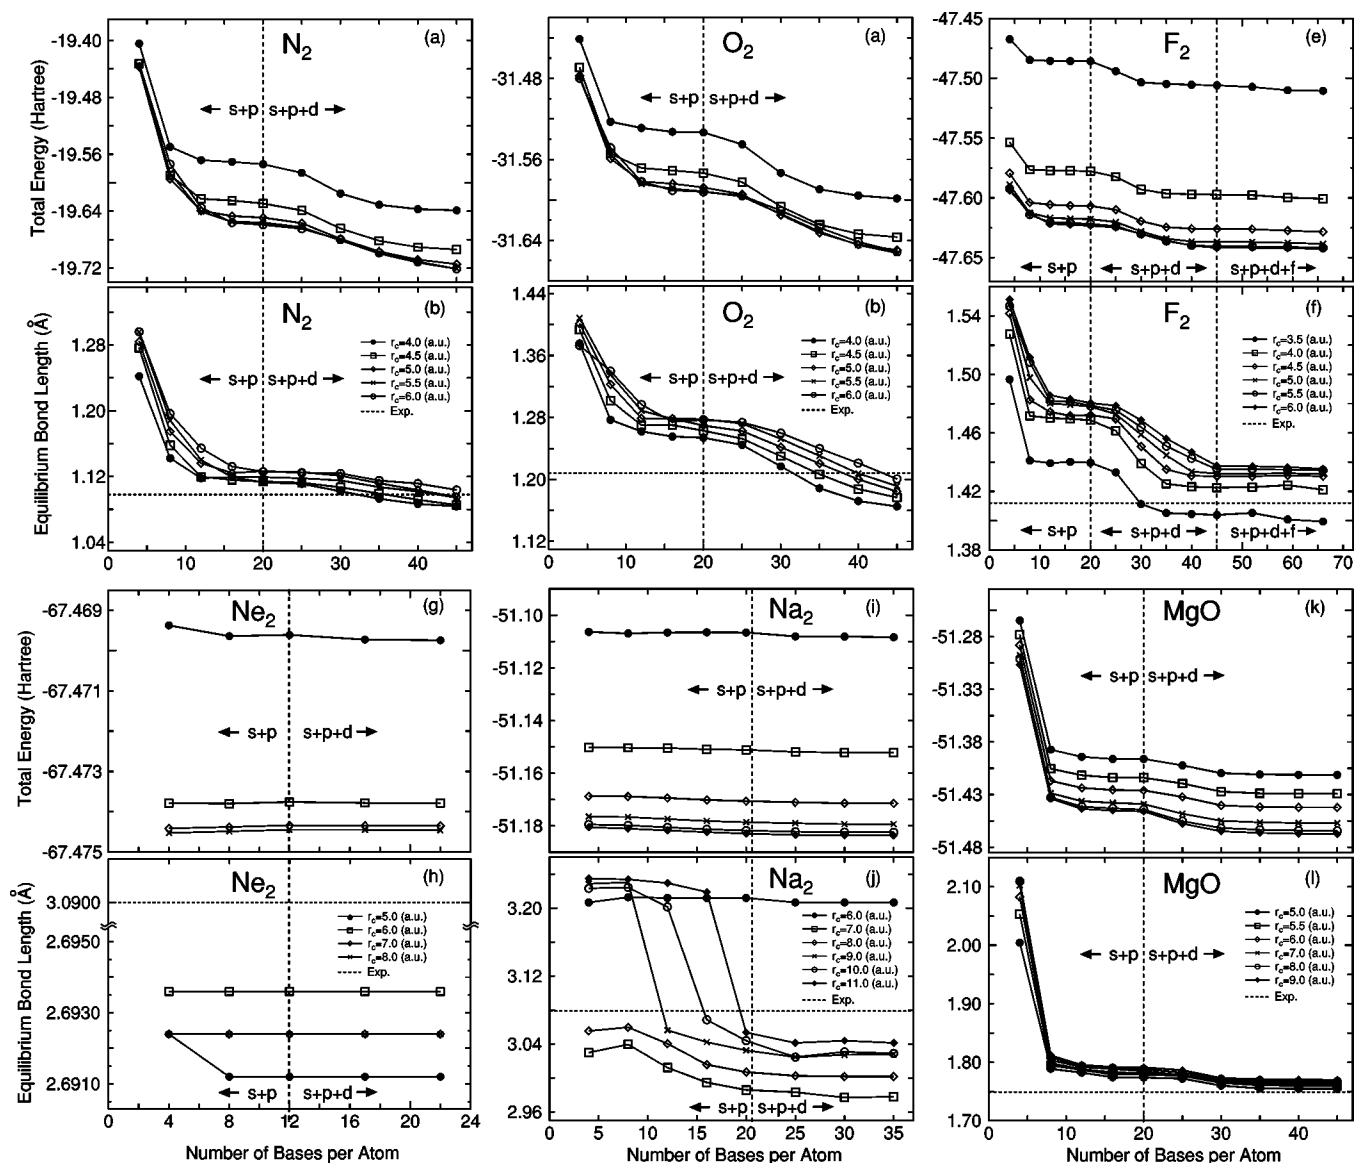 N2
(a)
-19.40
-19.48
-19.56
-19.64
-19.72
Total Energy (Hartree)
s+p s+p+d
O2
(a)
-31.48
-31.56
-31.64
s+p s+p+d
F2
(e)
-47.45
-47.50
-47.55
-47.60
-47.65
s+p s+p+d s+p+d+f
N2
(b)
1.28
1.20
1.12
1.04
Equilibrium Bond Length (Å)
s+p s+p+d
rc=4.0 (a.u.)
rc=4.5 (a.u.)
rc=5.0 (a.u.)
rc=5.5 (a.u.)
rc=6.0 (a.u.)
Exp.
0 10 20 30 40
O2
(b)
1.44
1.36
1.28
1.20
1.12
s+p s+p+d
rc=4.0 (a.u.)
rc=4.5 (a.u.)
rc=5.0 (a.u.)
rc=5.5 (a.u.)
rc=6.0 (a.u.)
Exp.
0 10 20 30 40
F2
(f)
1.54
1.50
1.46
1.42
1.38
rc=3.5 (a.u.)
rc=4.0 (a.u.)
rc=4.5 (a.u.)
rc=5.0 (a.u.)
rc=5.5 (a.u.)
rc=6.0 (a.u.)
Exp.
s+p s+p+d s+p+d+f
0 10 20 30 40 50 60 70
Ne2
(g)
-67.469
-67.471
-67.473
-67.475
Total Energy (Hartree)
s+p s+p+d
Na2
(i)
-51.10
-51.12
-51.14
-51.16
-51.18
s+p s+p+d
MgO
(k)
-51.28
-51.33
-51.38
-51.43
-51.48
s+p s+p+d
Ne2
(h)
3.0900
2.6950
2.6930
2.6910
Equilibrium Bond Length (Å)
rc=5.0 (a.u.)
rc=6.0 (a.u.)
rc=7.0 (a.u.)
rc=8.0 (a.u.)
Exp.
s+p s+p+d
0 4 8 12 16 20 24
Number of Bases per Atom
Na2
(j)
3.20
3.12
3.04
2.96
rc=6.0 (a.u.)
rc=7.0 (a.u.)
rc=8.0 (a.u.)
rc=9.0 (a.u.)
rc=10.0 (a.u.)
rc=11.0 (a.u.)
Exp.
s+p s+p+d
0 5 10 15 20 25 30 35
Number of Bases per Atom
MgO
(l)
2.10
2.00
1.90
1.80
1.70
s+p s+p+d
rc=5.0 (a.u.)
rc=5.5 (a.u.)
rc=6.0 (a.u.)
rc=7.0 (a.u.)
rc=8.0 (a.u.)
rc=9.0 (a.u.)
Exp.
0 10 20 30 40
Number of Bases per Atom